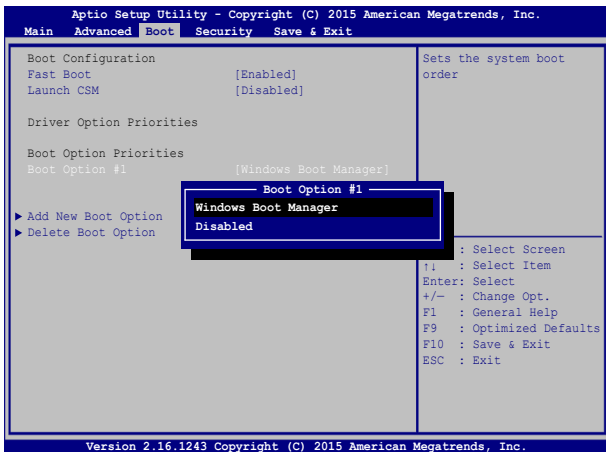 Aptio Setup Utility - Copyright (C) 2015 American Megatrends, Inc.
Main Advanced Boot Security Save & Exit
Boot Configuration
Fast Boot [Enabled]
Launch CSM [Disabled]
Driver Option Priorities
Boot Option Priorities
Boot Option #1 [Windows Boot Manager]
Add New Boot Option
Delete Boot Option
Boot Option #1
Windows Boot Manager
Disabled
Sets the system boot
order
: Select Screen
↑↓ : Select Item
Enter: Select
+/— : Change Opt.
F1 : General Help
F9 : Optimized Defaults
F10 : Save & Exit
ESC : Exit
Version 2.16.1243 Copyright (C) 2015 American Megatrends, Inc.